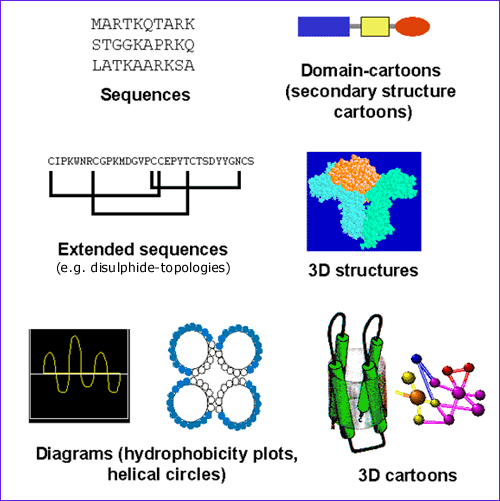 MARTKQTARK
STGGKAPRKQ
LATKAARKSA
Sequences
Domain-cartoons
(secondary structure
cartoons)
CIPKWNRCGPKMDGVPCCEPYTCTSDYYGNCS
Extended sequences
(e.g. disulphide-topologies)
3D structures
Diagrams (hydrophobicity plots,
helical circles)
3D cartoons